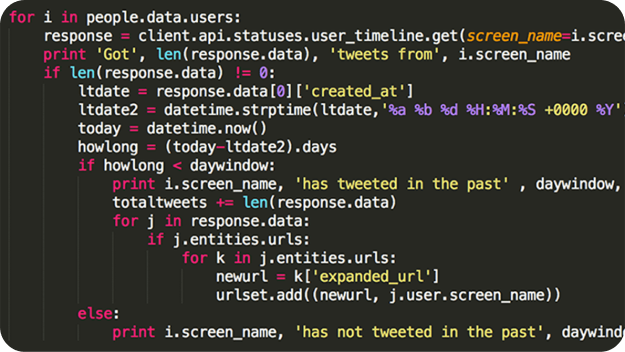 for i in people.data.users:
response = client.api.statuses.user_timeline.get(screen_name=i.scre
print 'Got', len(response.data), 'tweets from', i.screen_name
if len(response.data) != 0:
ltdate = response.data[0]['created_at']
ltdate2 = datetime.strptime(ltdate,'%a %b %d %H:%M:%S +0000 %Y')
today = datetime.now()
howlong = (today-ltdate2).days
if howlong < daywindow:
print i.screen_name, 'has tweeted in the past' , daywindow,
totaltweets += len(response.data)
for j in response.data:
if j.entities.urls:
for k in j.entities.urls:
newurl = k['expanded_url']
urlset.add((newurl, j.user.screen_name))
else:
print i.screen_name, 'has not tweeted in the past', daywind